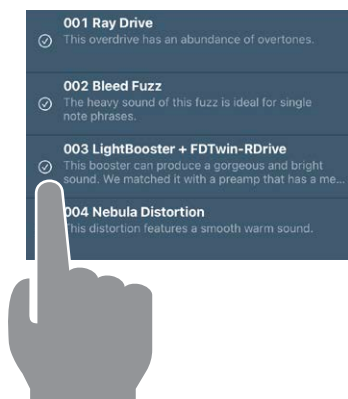 001 Ray Drive
This overdrive has an abundance of overtones.
002 Bleed Fuzz
The heavy sound of this fuzz is ideal for single
note phrases.
003 LightBooster + FDTwin-RDrive
This booster can produce a gorgeous and bright
sound. We matched it with a preamp that has a me...
004 Nebula Distortion
This distortion features a smooth warm sound.